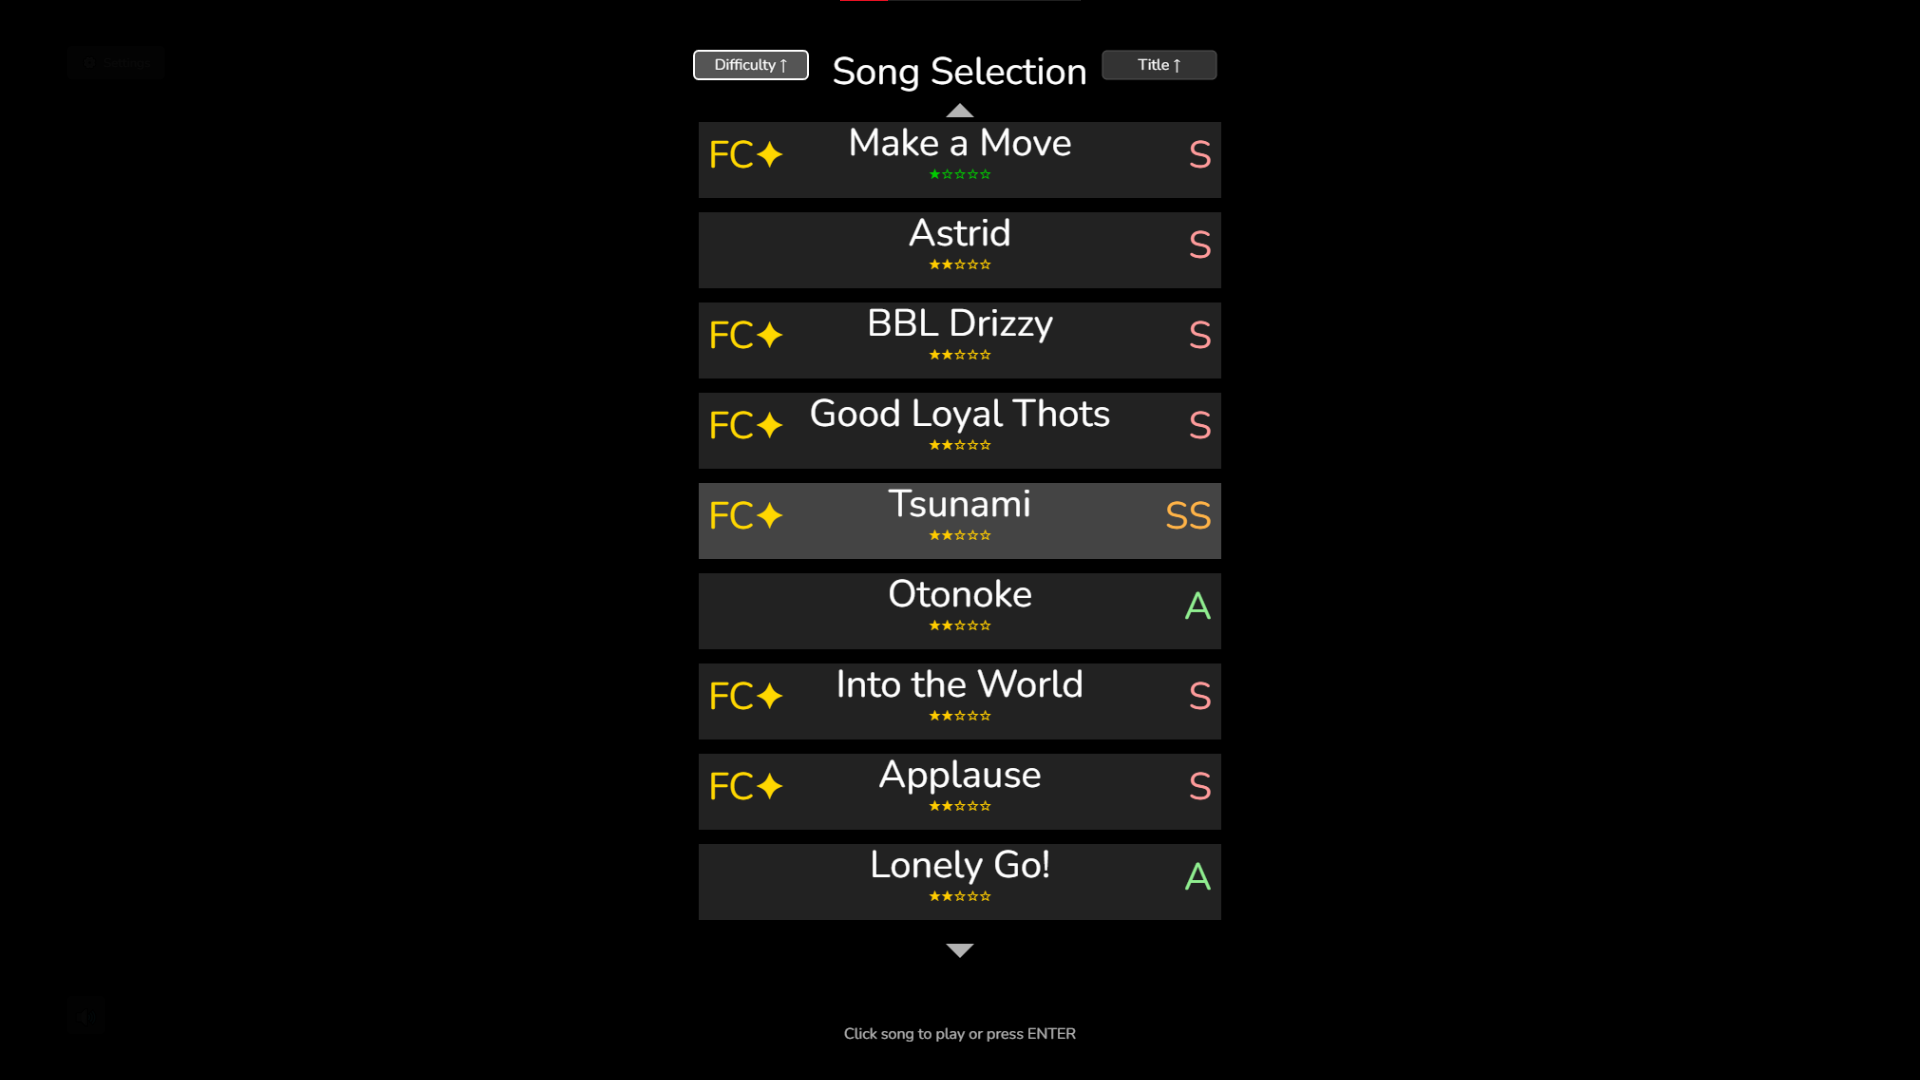 Difficulty ↑
Song Selection
Title ↑
FC✦
Make a Move
S
★☆☆☆☆
Astrid
S
★★☆☆☆
FC✦
BBL Drizzy
S
★★☆☆☆
FC✦
Good Loyal Thots
S
★★☆☆☆
FC✦
Tsunami
SS
★★☆☆☆
Otonoke
A
★★☆☆☆
FC✦
Into the World
S
★★☆☆☆
FC✦
Applause
S
★★☆☆☆
Lonely Go!
A
★★☆☆☆
Click song to play or press ENTER